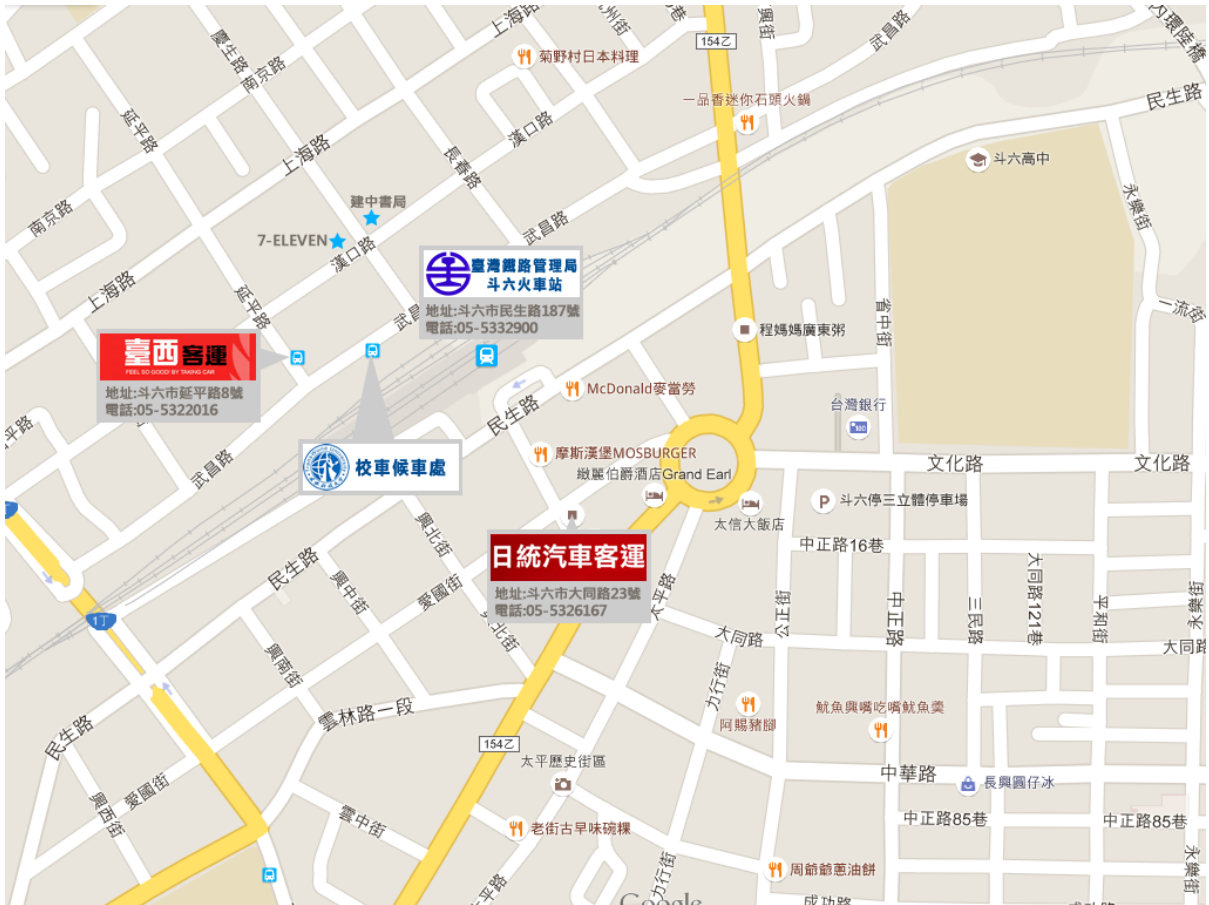 上海路
慶生路
南京路
菊野村日本料理
154乙
興街
武昌路
內環陸橋
民生路
一品香迷你石頭火鍋
延平路
漢口路
上海路
長春路
斗六高中
永樂街
南京路
建中書局
7-ELEVEN
漢口路
武昌路
臺灣鐵路管理局
斗六火車站
地址:斗六市民生路187號
電話:05-5332900
上海路
延平路
省中街
一流街
程媽媽廣東粥
臺西客運
FEEL SO GOOD! BY TAKING CAR
地址:斗六市延平路8號
電話:05-5322016
McDonald麥當勞
台灣銀行
民生路
摩斯漢堡MOSBURGER
緻麗伯爵酒店Grand Earl
文化路
文化路
武昌路
校車候車處
斗六停三立體停車場
太信大飯店
中正路16巷
日統汽車客運
地址:斗六市大同路23號
電話:05-5326167
興北街
民生路
興中街
愛國街
太平路
公正街
中正路
三民路
大同路121巷
平和街
永樂街
1丁
大同路
大同路
興南街
力行街
雲林路一段
阿賜豬腳
魷魚興嘴吃嘴魷魚羹
民生路
154乙
太平歷史街區
中華路
長興圓仔冰
愛國街
興西街
雲中街
老街古早味碗粿
中正路85巷
中正路85巷
周爺爺蔥油餅
力行街
永樂街
Google
成功路